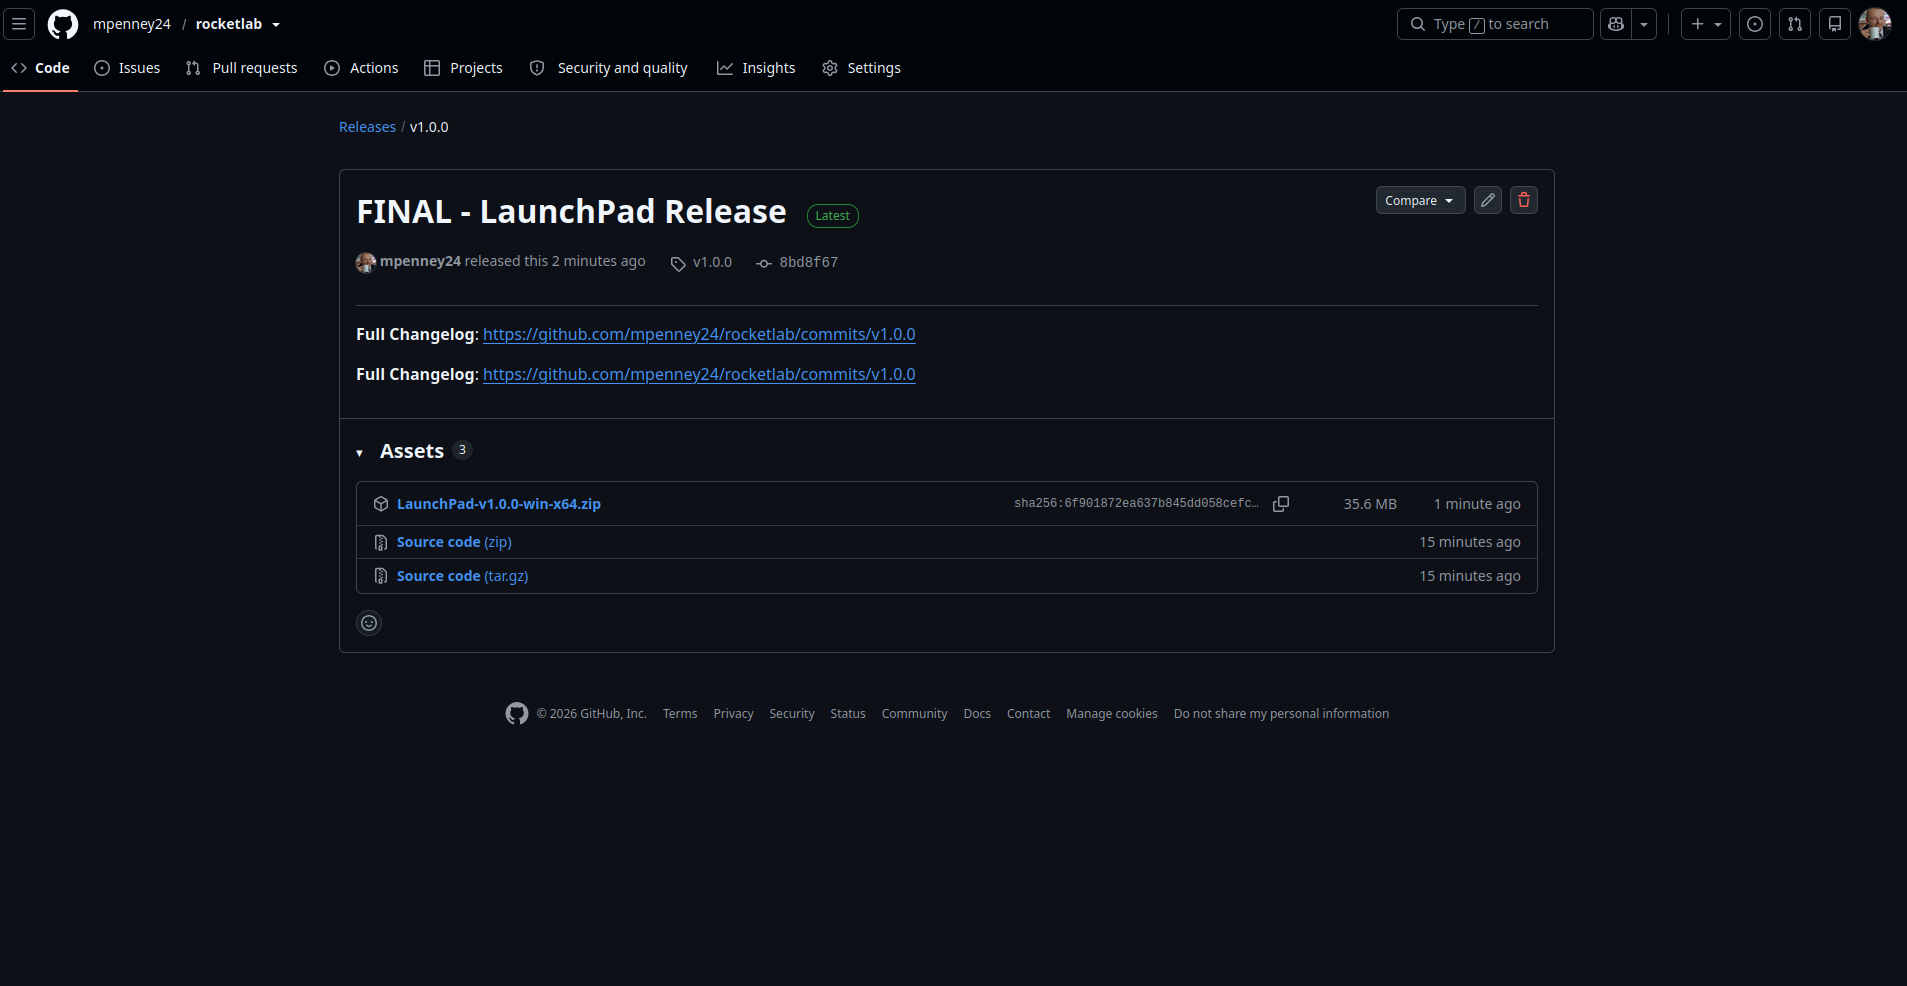 mpenney24 / rocketlab
Type / to search
Code Issues Pull requests Actions Projects Security and quality Insights Settings
Releases / v1.0.0
FINAL - LaunchPad Release Latest
Compare
mpenney24 released this 2 minutes ago v1.0.0 8bd8f67
Full Changelog: https://github.com/mpenney24/rocketlab/commits/v1.0.0
Full Changelog: https://github.com/mpenney24/rocketlab/commits/v1.0.0
Assets 3
LaunchPad-v1.0.0-win-x64.zip sha256:6f901872ea637b845dd058cefc… 35.6 MB 1 minute ago
Source code (zip) 15 minutes ago
Source code (tar.gz) 15 minutes ago
© 2026 GitHub, Inc. Terms Privacy Security Status Community Docs Contact Manage cookies Do not share my personal information